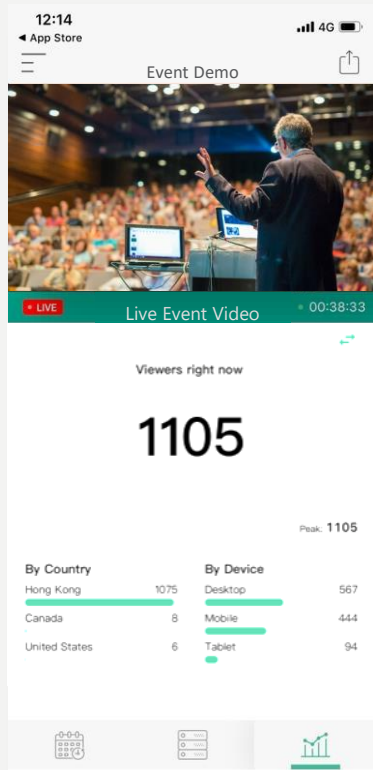 12:14
4G
◀ App Store
Event Demo
• LIVE
Live Event Video
• 00:38:33
Viewers right now
1105
Peak: 1105
By Country
Hong Kong 1075
Canada 8
United States 6
By Device
Desktop 567
Mobile 444
Tablet 94